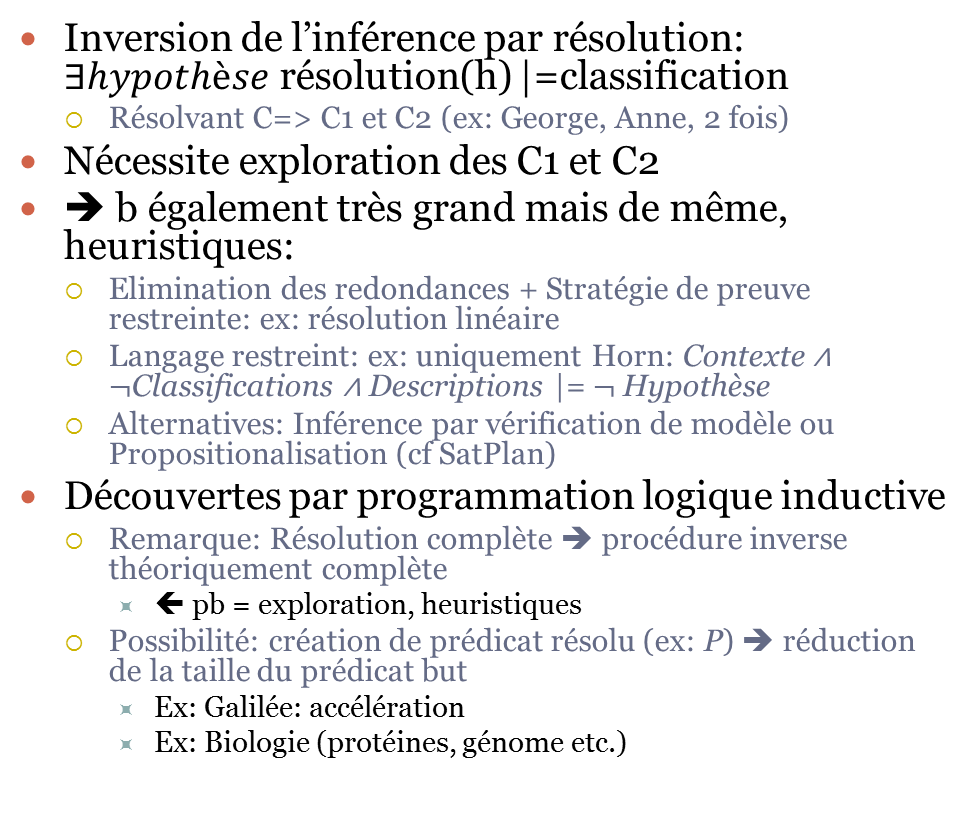 • Inversion de l’inférence par résolution:
∃hypothèse résolution(h) |=classification
○ Résolvant C=> C1 et C2 (ex: George, Anne, 2 fois)
• Nécessite exploration des C1 et C2
• ➔ b également très grand mais de même,
heuristiques:
○ Elimination des redondances + Stratégie de preuve
restreinte: ex: résolution linéaire
○ Langage restreint: ex: uniquement Horn: Contexte ∧
¬Classifications ∧ Descriptions |= ¬ Hypothèse
○ Alternatives: Inférence par vérification de modèle ou
Propositionalisation (cf SatPlan)
• Découvertes par programmation logique inductive
○ Remarque: Résolution complète ➔ procédure inverse
théoriquement complète
🟆 🡸 pb = exploration, heuristiques
○ Possibilité: création de prédicat résolu (ex: P) ➔ réduction
de la taille du prédicat but
🟆 Ex: Galilée: accélération
🟆 Ex: Biologie (protéines, génome etc.)